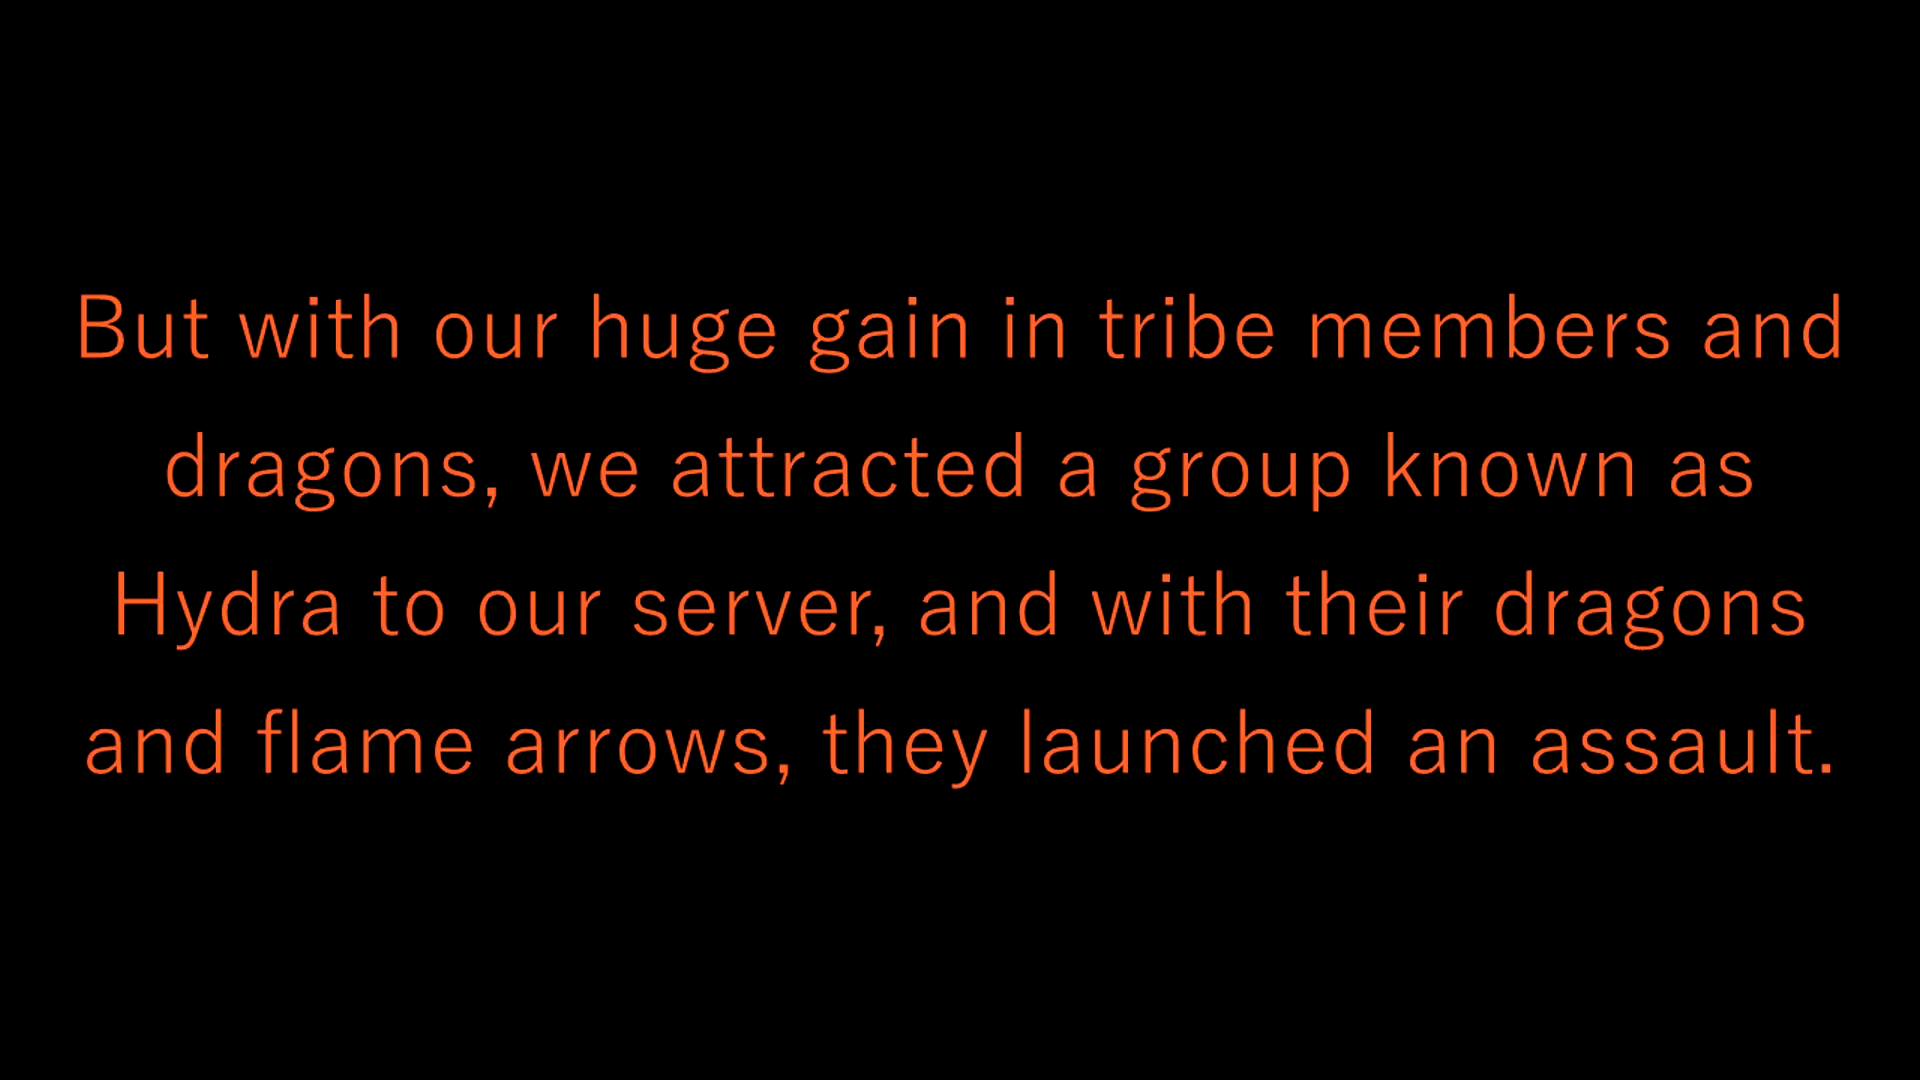 But with our huge gain in tribe members and
dragons, we attracted a group known as
Hydra to our server, and with their dragons
and flame arrows, they launched an assault.